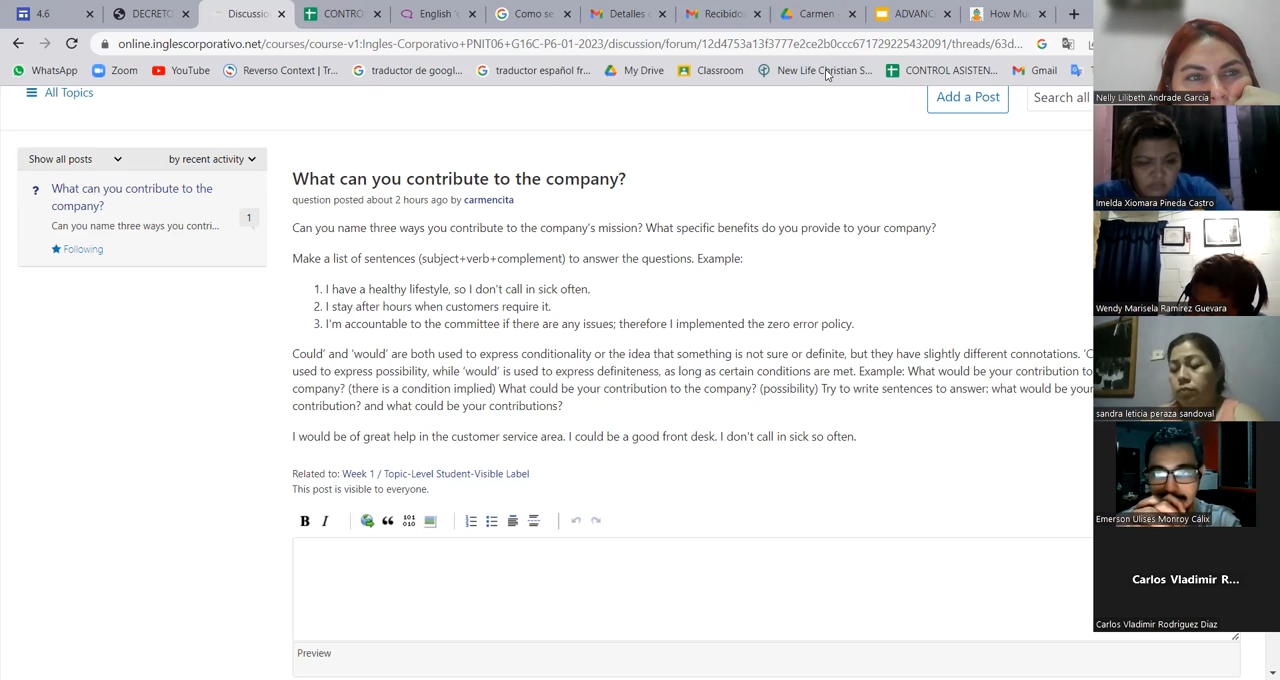 4.6
DECRETO
Discussio
CONTRO
English
Como se
Detalles
Recibidos
Carmen
ADVANC
How Mu
online.inglescorporativo.net/courses/course-v1:Ingles-Corporativo+PNIT06+G16C-P6-01-2023/discussion/forum/12d4753a13f3777e2ce2b0ccc671729225432091/threads/63d...
WhatsApp Zoom YouTube Reverso Context | Tr... traductor de googl... traductor español fr... My Drive Classroom New Life Christian S... CONTROL ASISTEN... Gmail
All Topics
Add a Post
Search all
Show all posts
by recent activity
? What can you contribute to the
company?
Can you name three ways you contri...
1
Following
What can you contribute to the company?
question posted about 2 hours ago by carmencita
Can you name three ways you contribute to the company's mission? What specific benefits do you provide to your company?
Make a list of sentences (subject+verb+complement) to answer the questions. Example:
1. I have a healthy lifestyle, so I don't call in sick often.
2. I stay after hours when customers require it.
3. I'm accountable to the committee if there are any issues; therefore I implemented the zero error policy.
Could' and 'would' are both used to express conditionality or the idea that something is not sure or definite, but they have slightly different connotations. 'C
used to express possibility, while 'would' is used to express definiteness, as long as certain conditions are met. Example: What would be your contribution to
company? (there is a condition implied) What could be your contribution to the company? (possibility) Try to write sentences to answer: what would be your
contribution? and what could be your contributions?
I would be of great help in the customer service area. I could be a good front desk. I don't call in sick so often.
Related to: Week 1 / Topic-Level Student-Visible Label
This post is visible to everyone.
B I
101
010
Preview
Nelly Lilibeth Andrade García
Imelda Xiomara Pineda Castro
Wendy Marisela Ramírez Guevara
sandra leticia peraza sandoval
Emerson Ulises Monroy Cálix
Carlos Vladimir R...
Carlos Vladimir Rodriguez Diaz